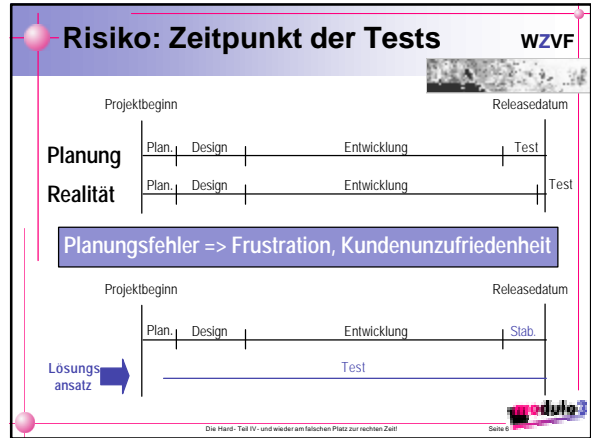 Risiko: Zeitpunkt der Tests
WZVF
Projektbeginn Releasedatum
Planung Plan. Design Entwicklung Test
Realität Plan. Design Entwicklung Test
Planungsfehler => Frustration, Kundenunzufriedenheit
Projektbeginn Releasedatum
Plan. Design Entwicklung Stab.
Lösungs
ansatz
Test
modulo3
Die Hard - Teil IV - und wieder am falschen Platz zur rechten Zeit!
Seite 6